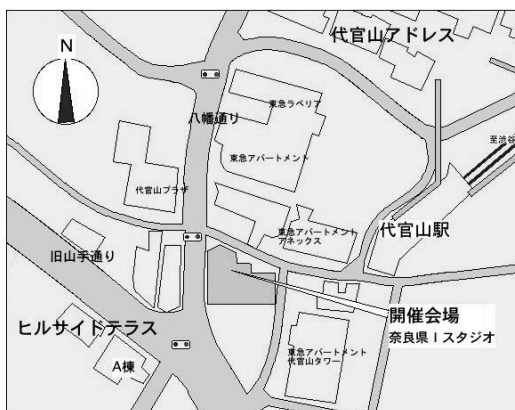 代官山アドレス
N
八幡通り
東急ラベリア
至渋谷
東急アパートメント
代官山プラザ
東急アパートメント
アネックス
代官山駅
旧山手通り
開催会場
奈良県Iスタジオ
ヒルサイドテラス
A棟
東急アパートメント
代官山タワー